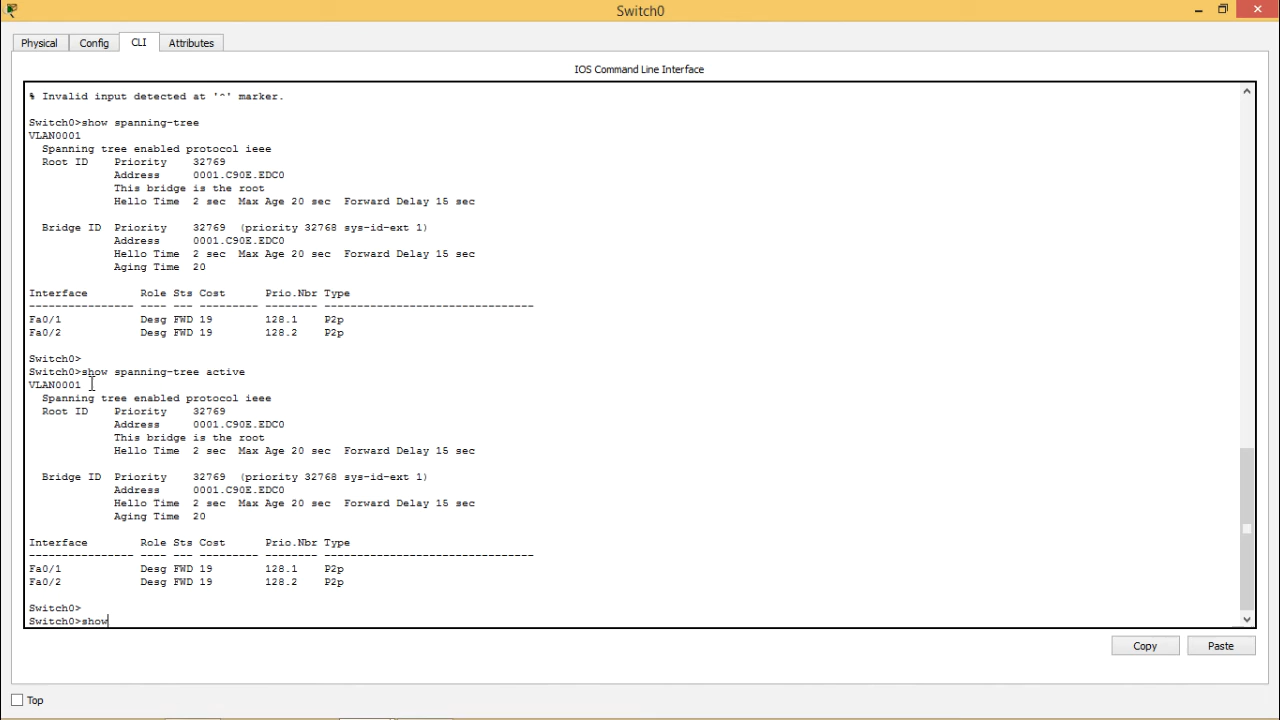 Switch0
Physical Config CLI Attributes
IOS Command Line Interface
% Invalid input detected at '^' marker.
Switch0>show spanning-tree
VLAN0001
Spanning tree enabled protocol ieee
Root ID Priority 32769
Address 0001.C90E.EDC0
This bridge is the root
Hello Time 2 sec Max Age 20 sec Forward Delay 15 sec
Bridge ID Priority 32769 (priority 32768 sys-id-ext 1)
Address 0001.C90E.EDC0
Hello Time 2 sec Max Age 20 sec Forward Delay 15 sec
Aging Time 20
Interface Role Sts Cost Prio.Nbr Type
---------------- ---- --- --------- -------- --------------------------------
Fa0/1 Desg FWD 19 128.1 P2p
Fa0/2 Desg FWD 19 128.2 P2p
Switch0>
Switch0>show spanning-tree active
VLAN0001
Spanning tree enabled protocol ieee
Root ID Priority 32769
Address 0001.C90E.EDC0
This bridge is the root
Hello Time 2 sec Max Age 20 sec Forward Delay 15 sec
Bridge ID Priority 32769 (priority 32768 sys-id-ext 1)
Address 0001.C90E.EDC0
Hello Time 2 sec Max Age 20 sec Forward Delay 15 sec
Aging Time 20
Interface Role Sts Cost Prio.Nbr Type
---------------- ---- --- --------- -------- --------------------------------
Fa0/1 Desg FWD 19 128.1 P2p
Fa0/2 Desg FWD 19 128.2 P2p
Switch0>
Switch0>show
Copy Paste
Top